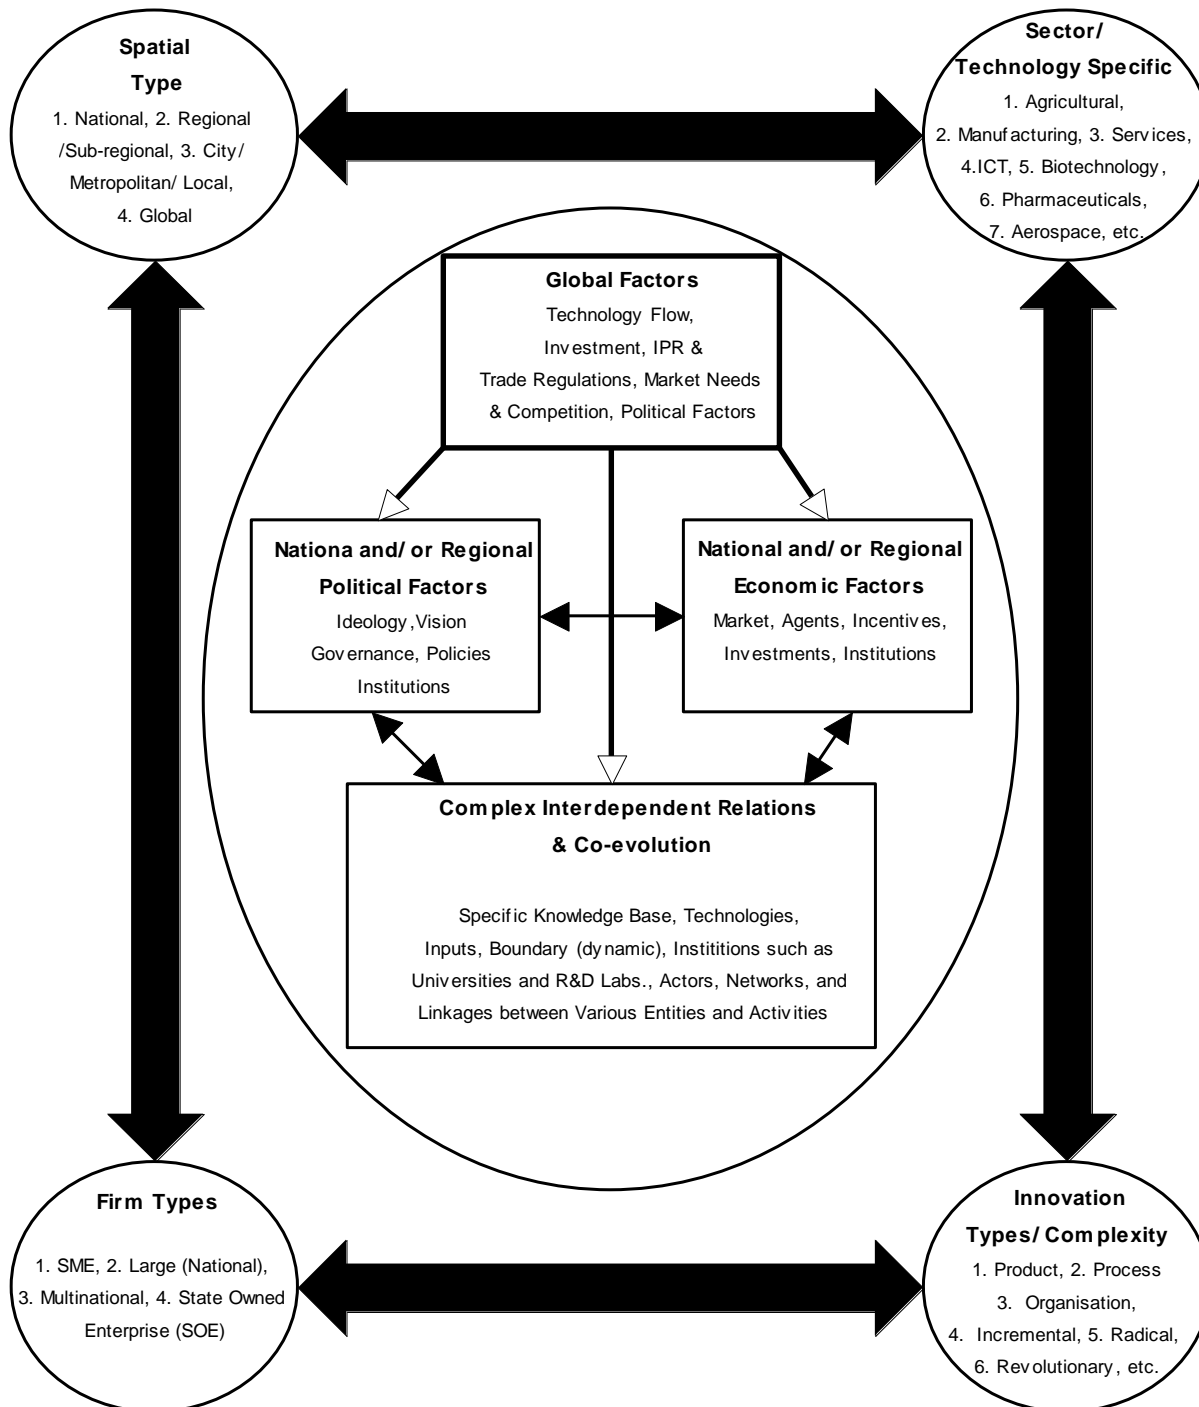 Spatial
Type
1. National, 2. Regional
/Sub-regional, 3. City/
Metropolitan/ Local,
4. Global
Sector/
Technology Specific
1. Agricultural,
2. Manufacturing, 3. Services,
4.ICT, 5. Biotechnology,
6. Pharmaceuticals,
7. Aerospace, etc.
Global Factors
Technology Flow,
Investment, IPR &
Trade Regulations, Market Needs
& Competition, Political Factors
Nationa and/ or Regional
Political Factors
Ideology,Vision
Governance, Policies
Institutions
National and/ or Regional
Economic Factors
Market, Agents, Incentives,
Investments, Institutions
Complex Interdependent Relations
& Co-evolution
Specific Knowledge Base, Technologies,
Inputs, Boundary (dynamic), Instititions such as
Universities and R&D Labs., Actors, Networks, and
Linkages between Various Entities and Activities
Firm Types
1. SME, 2. Large (National),
3. Multinational, 4. State Owned
Enterprise (SOE)
Innovation
Types/ Complexity
1. Product, 2. Process
3. Organisation,
4. Incremental, 5. Radical,
6. Revolutionary, etc.